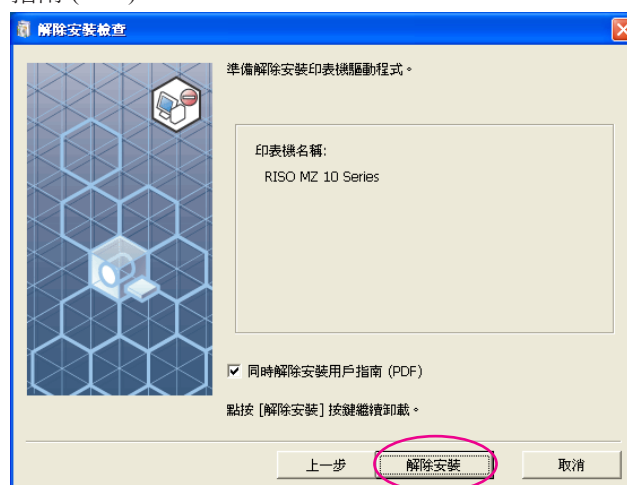 解除安裝檢查
準備解除安裝印表機驅動程式。
印表機名稱:
RISO MZ 10 Series
同時解除安裝用戶指南 (PDF)
點按 [解除安裝] 按鍵繼續卸載。
上一步 解除安裝 取消